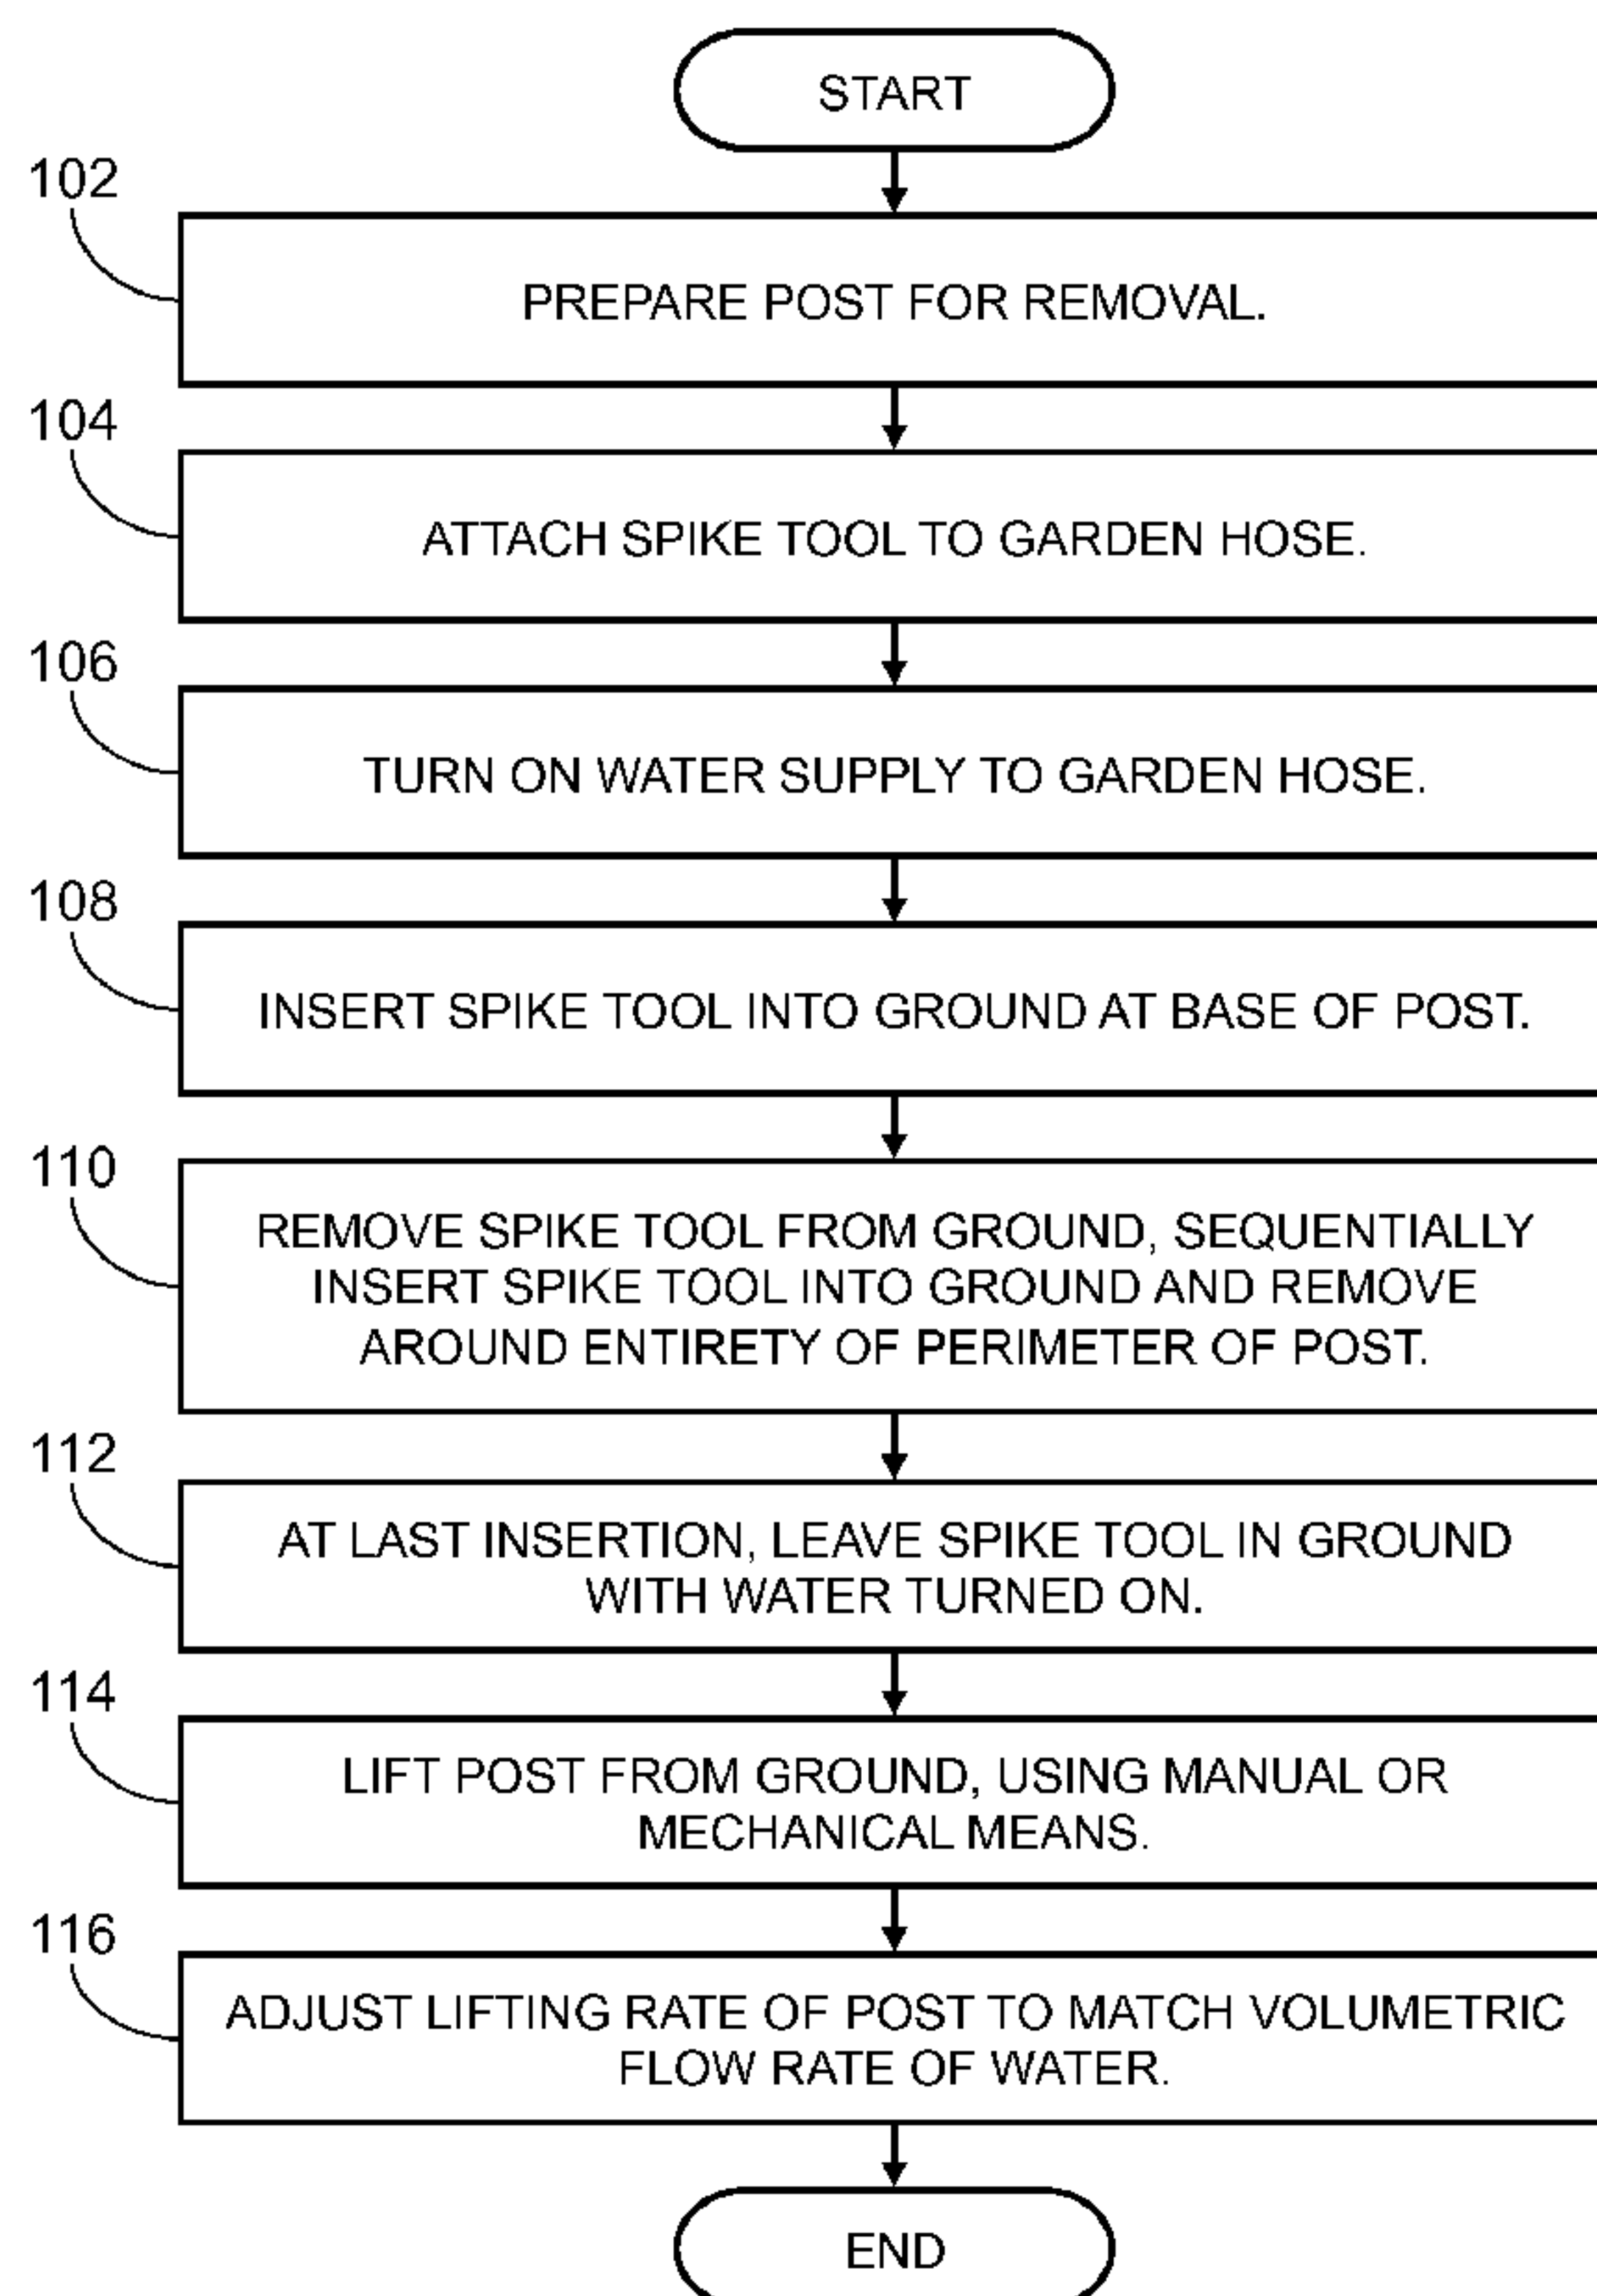 START
102
PREPARE POST FOR REMOVAL.
104
ATTACH SPIKE TOOL TO GARDEN HOSE.
106
TURN ON WATER SUPPLY TO GARDEN HOSE.
108
INSERT SPIKE TOOL INTO GROUND AT BASE OF POST.
110
REMOVE SPIKE TOOL FROM GROUND, SEQUENTIALLY
INSERT SPIKE TOOL INTO GROUND AND REMOVE
AROUND ENTIRETY OF PERIMETER OF POST.
112
AT LAST INSERTION, LEAVE SPIKE TOOL IN GROUND
WITH WATER TURNED ON.
114
LIFT POST FROM GROUND, USING MANUAL OR
MECHANICAL MEANS.
116
ADJUST LIFTING RATE OF POST TO MATCH VOLUMETRIC
FLOW RATE OF WATER.
END